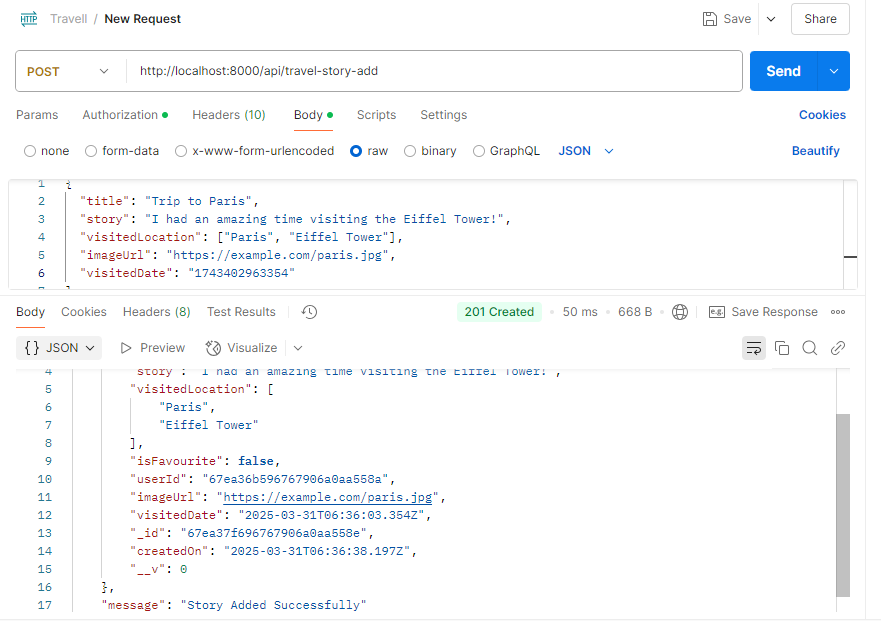 HTTP Travell / New Request Save Share
POST http://localhost:8000/api/travel-story-add Send
Params Authorization Headers (10) Body Scripts Settings Cookies
none form-data x-www-form-urlencoded raw binary GraphQL JSON Beautify
1 {
2 "title": "Trip to Paris",
3 "story": "I had an amazing time visiting the Eiffel Tower!",
4 "visitedLocation": ["Paris", "Eiffel Tower"],
5 "imageUrl": "https://example.com/paris.jpg",
6 "visitedDate": "1743402963354"
Body Cookies Headers (8) Test Results 201 Created 50 ms 668 B e.g. Save Response
{} JSON Preview Visualize
4 "story": "I had an amazing time visiting the Eiffel Tower!",
5 "visitedLocation": [
6 "Paris",
7 "Eiffel Tower"
8 ],
9 "isFavourite": false,
10 "userId": "67ea36b596767906a0aa558a",
11 "imageUrl": "https://example.com/paris.jpg",
12 "visitedDate": "2025-03-31T06:36:03.354Z",
13 "_id": "67ea37f696767906a0aa558e",
14 "createdOn": "2025-03-31T06:36:38.197Z",
15 "__v": 0
16 },
17 "message": "Story Added Successfully"